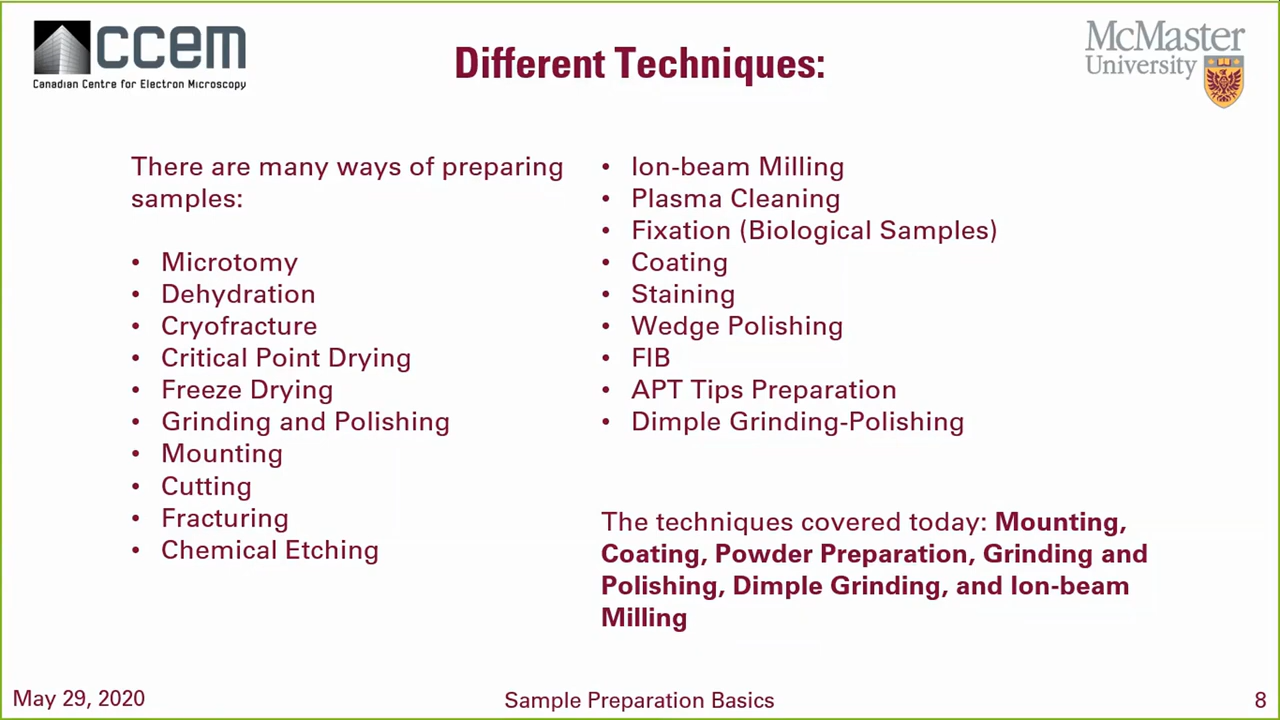 ccem
Canadian Centre for Electron Microscopy
Different Techniques:
McMaster
University
There are many ways of preparing
samples:
• Microtomy
• Dehydration
• Cryofracture
• Critical Point Drying
• Freeze Drying
• Grinding and Polishing
• Mounting
• Cutting
• Fracturing
• Chemical Etching
• Ion-beam Milling
• Plasma Cleaning
• Fixation (Biological Samples)
• Coating
• Staining
• Wedge Polishing
• FIB
• APT Tips Preparation
• Dimple Grinding-Polishing
The techniques covered today: Mounting,
Coating, Powder Preparation, Grinding and
Polishing, Dimple Grinding, and Ion-beam
Milling
May 29, 2020
Sample Preparation Basics
8